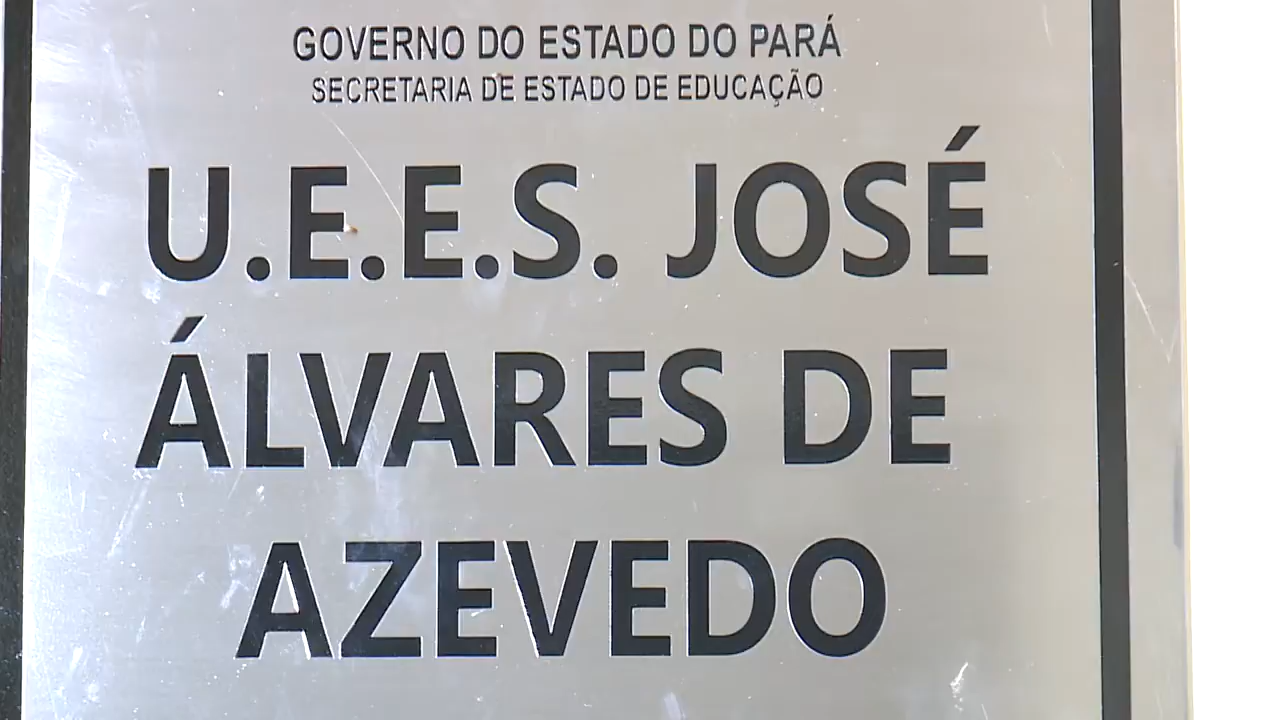 GOVERNO DO ESTADO DO PARÁ
SECRETARIA DE ESTADO DE EDUCAÇÃO
U.E.E.S. JOSÉ
ÁLVARES DE
AZEVEDO